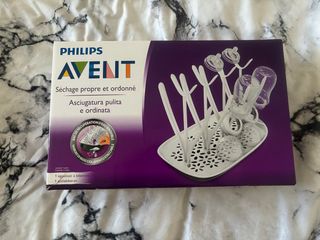 PHILIPS
AVENT
Séchage propre et ordonné
Asciugatura pulita
e ordinata